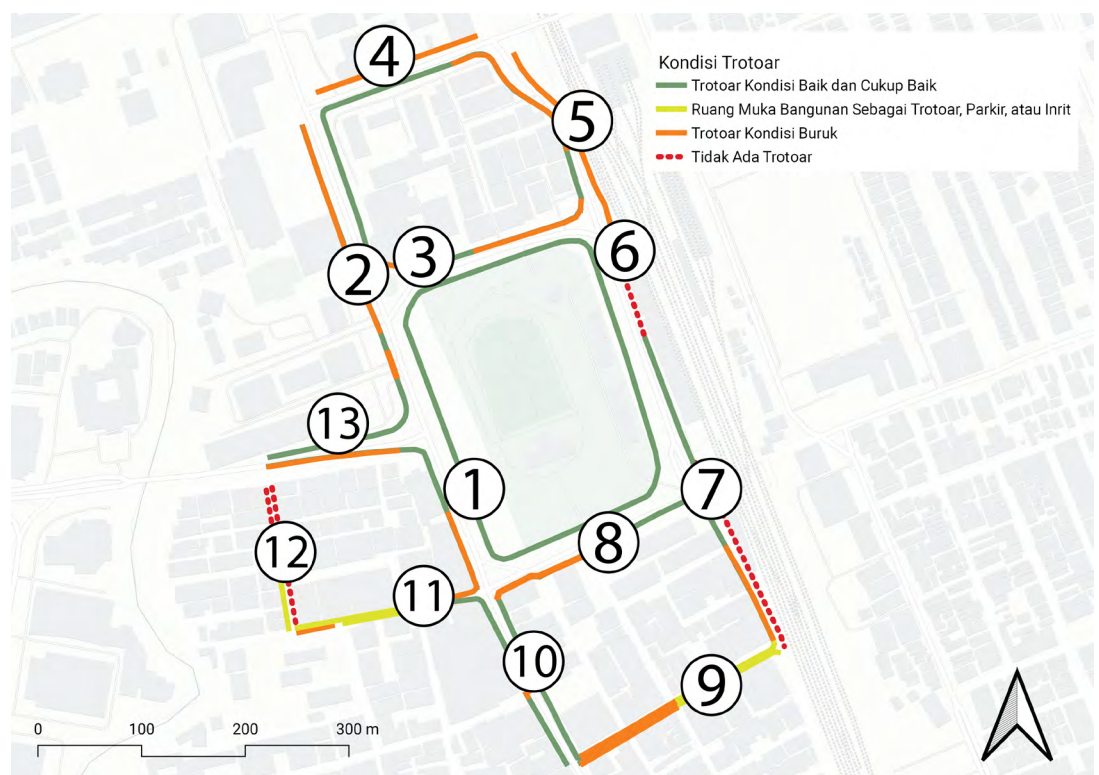 4
Kondisi Trotoar
Trotoar Kondisi Baik dan Cukup Baik
Ruang Muka Bangunan Sebagai Trotoar, Parkir, atau Inrit
Trotoar Kondisi Buruk
Tidak Ada Trotoar
5
3
6
2
13
1
7
8
12
11
10
9
0 100 200 300 m